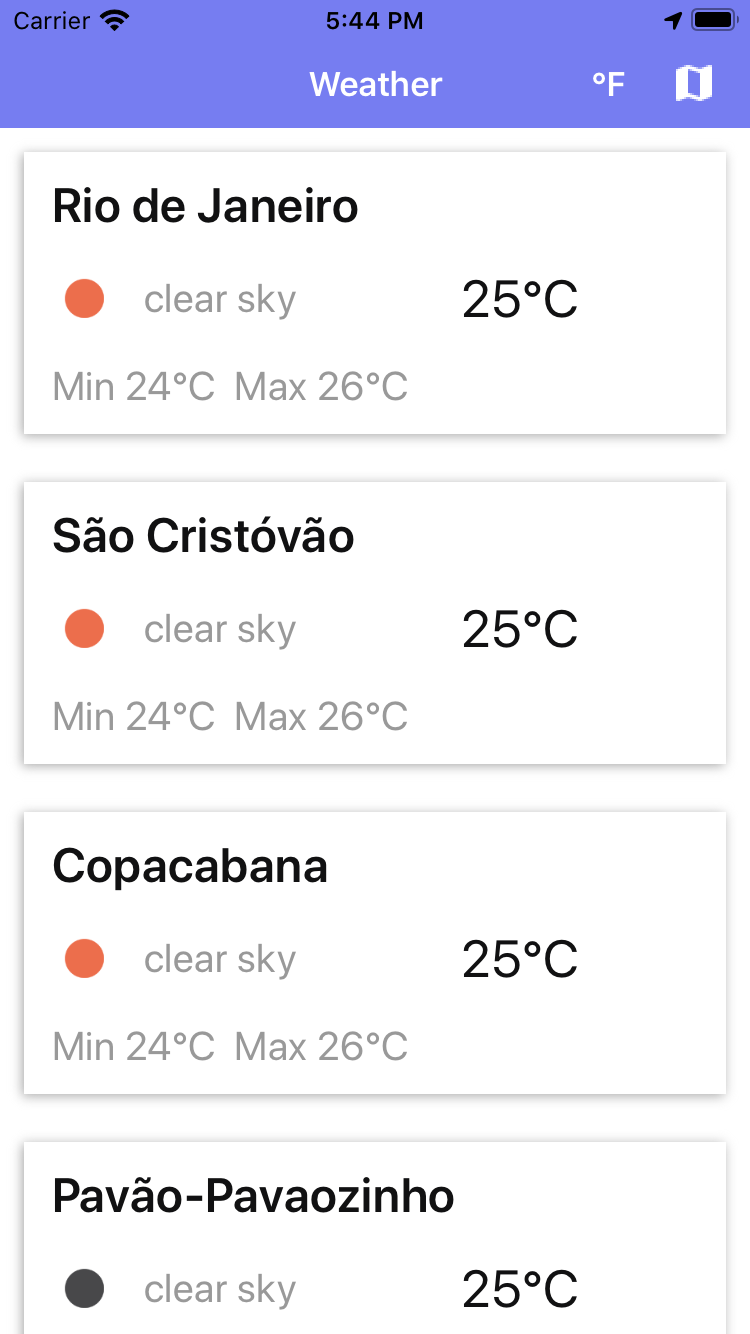 Carrier 5:44 PM
Weather °F
Rio de Janeiro
clear sky 25°C
Min 24°C Max 26°C
São Cristóvão
clear sky 25°C
Min 24°C Max 26°C
Copacabana
clear sky 25°C
Min 24°C Max 26°C
Pavão-Pavaozinho
clear sky 25°C